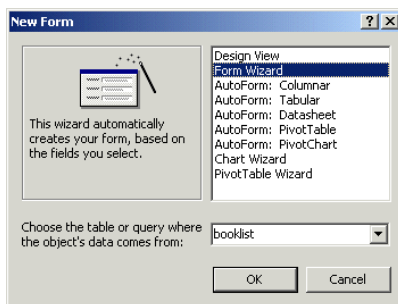 New Form
Design View
Form Wizard
AutoForm: Columnar
AutoForm: Tabular
AutoForm: Datasheet
AutoForm: PivotTable
AutoForm: PivotChart
Chart Wizard
PivotTable Wizard
This wizard automatically
creates your form, based on
the fields you select.
Choose the table or query where
the object's data comes from:
booklist
OK
Cancel